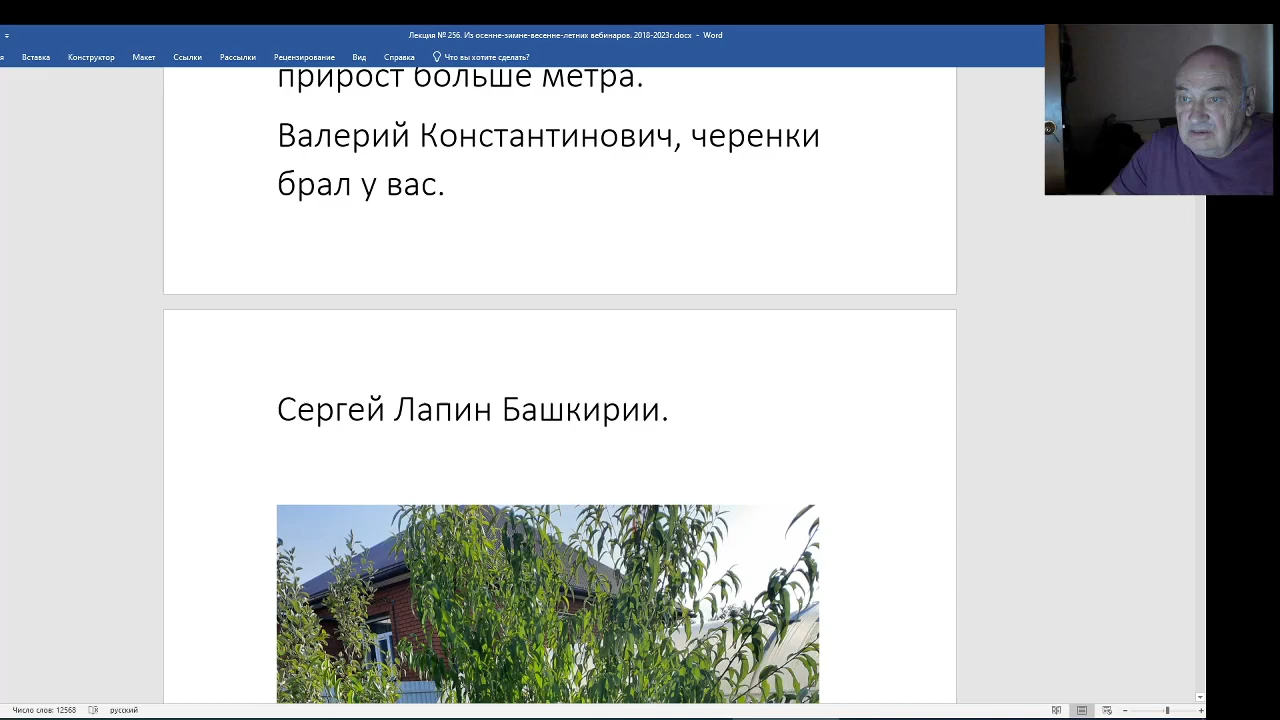 Лекция № 256. Из осенне-зимне-весенне-летних вебинаров. 2018-2023г.docx - Word
я Вставка Конструктор Макет Ссылки Рассылки Рецензирование Вид Справка Что вы хотите сделать?
прирост больше метра.
Валерий Константинович, черенки
брал у вас.
Сергей Лапин Башкирии.
Число слов: 12568 русский